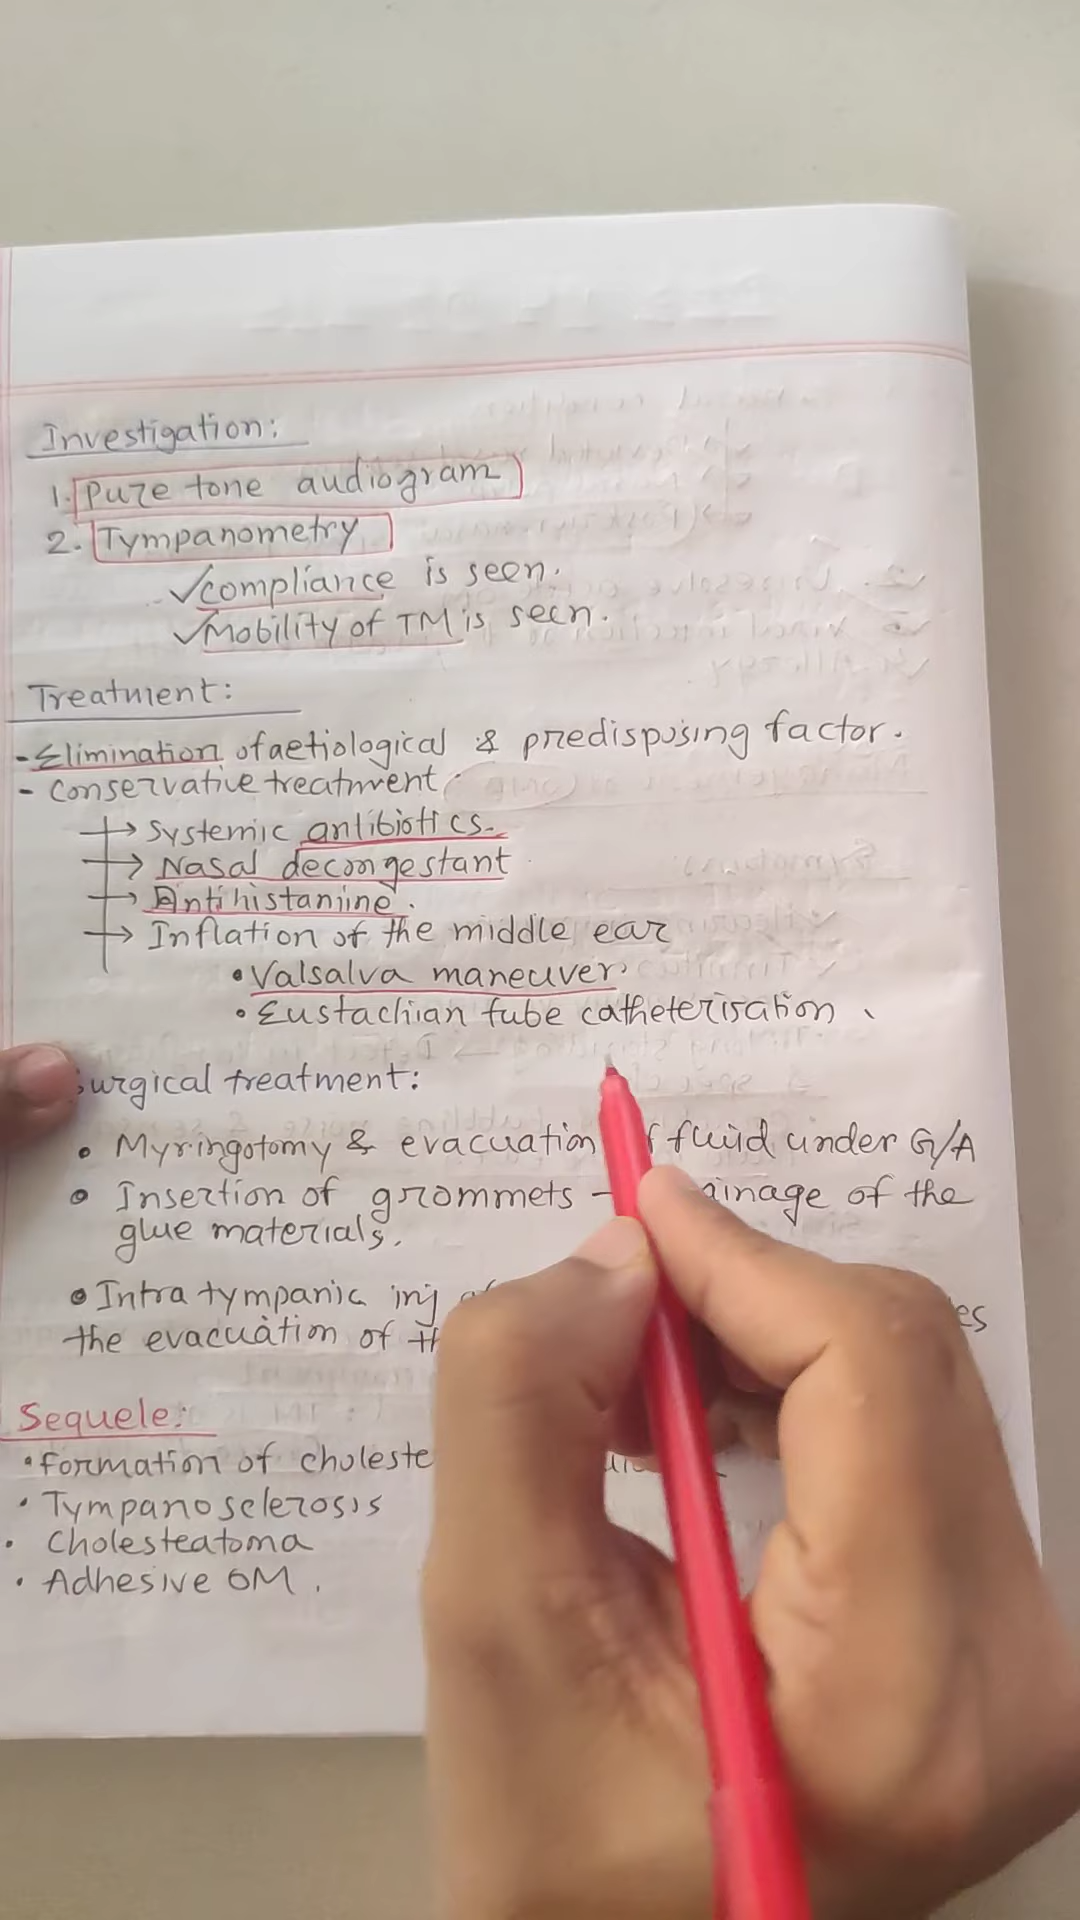 Investigation:
1. Pure tone audiogram
2. Tympanometry
✓compliance is seen.
✓Mobility of TM is seen.
Treatment:
- Elimination of aetiological & predisposing factor.
- Conservative treatment
→ Systemic antibiotics.
→ Nasal decongestant
→ Antihistamine.
→ Inflation of the middle ear
• Valsalva maneuver
• Eustachian tube catheterisation
urgical treatment:
• Myringotomy & evacuation f fluid under G/A
• Insertion of grommets - ainage of the
glue materials.
• Intra tympanic inj
the evacuation of th
Sequele:
• Formation of choleste
• Tympanosclerosis
• Cholesteatoma
• Adhesive OM.